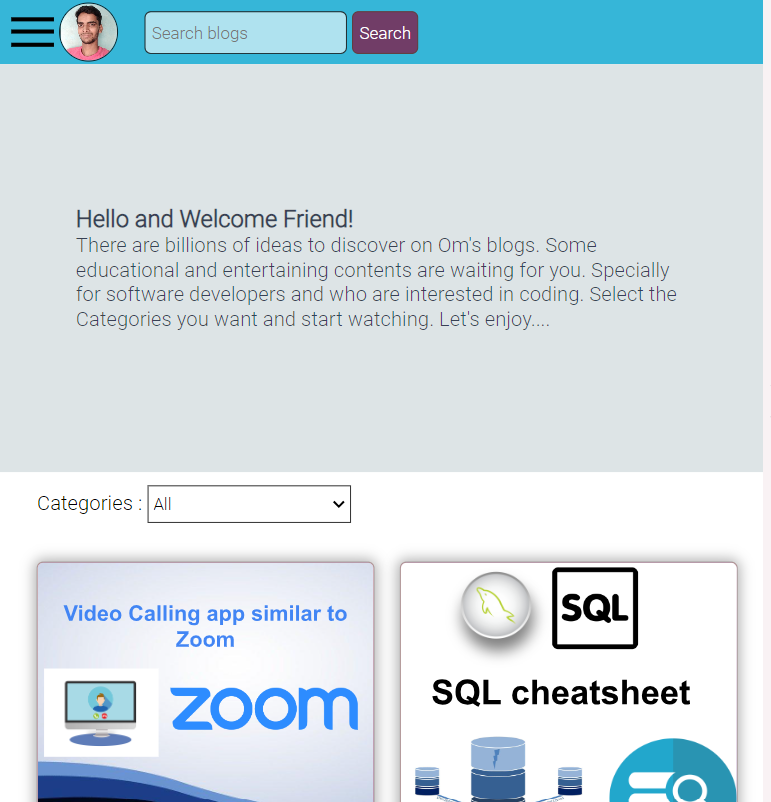 Search blogs
Search
Hello and Welcome Friend!
There are billions of ideas to discover on Om's blogs. Some
educational and entertaining contents are waiting for you. Specially
for software developers and who are interested in coding. Select the
Categories you want and start watching. Let's enjoy....
Categories :
All
Video Calling app similar to
Zoom
zoom
SQL
SQL cheatsheet